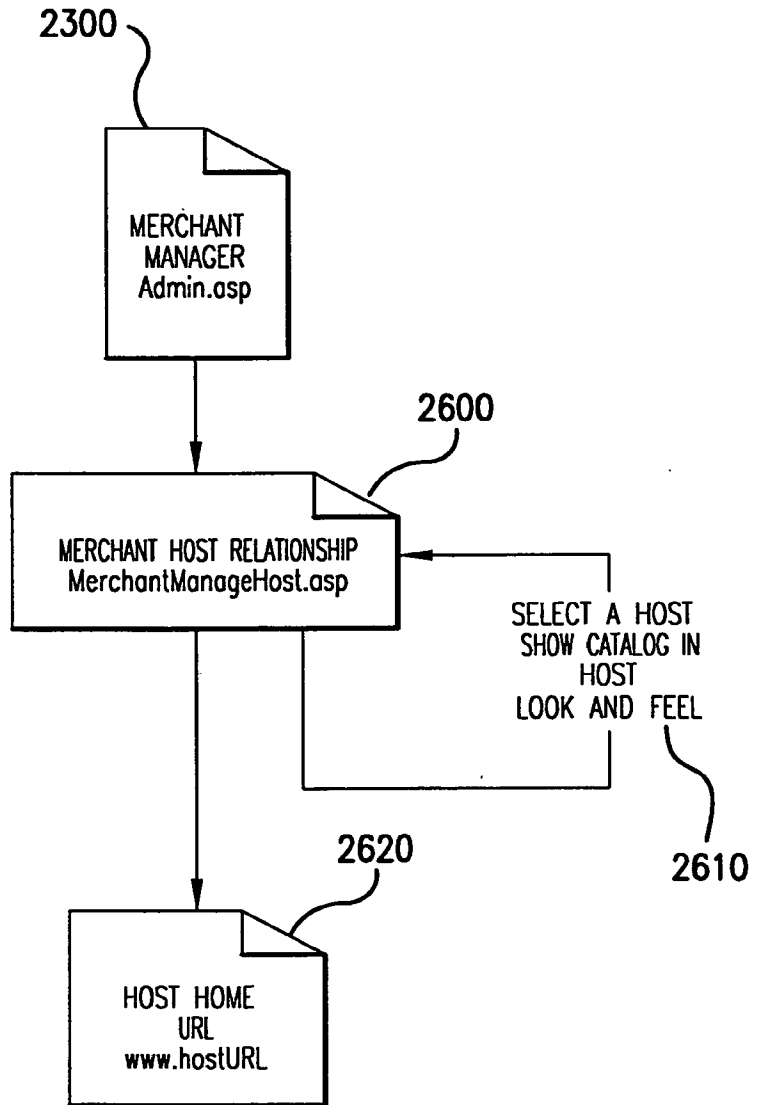 2300
MERCHANT
MANAGER
Admin.asp
2600
MERCHANT HOST RELATIONSHIP
MerchantManageHost.asp
SELECT A HOST
SHOW CATALOG IN
HOST
LOOK AND FEEL
2610
2620
HOST HOME
URL
www.hostURL